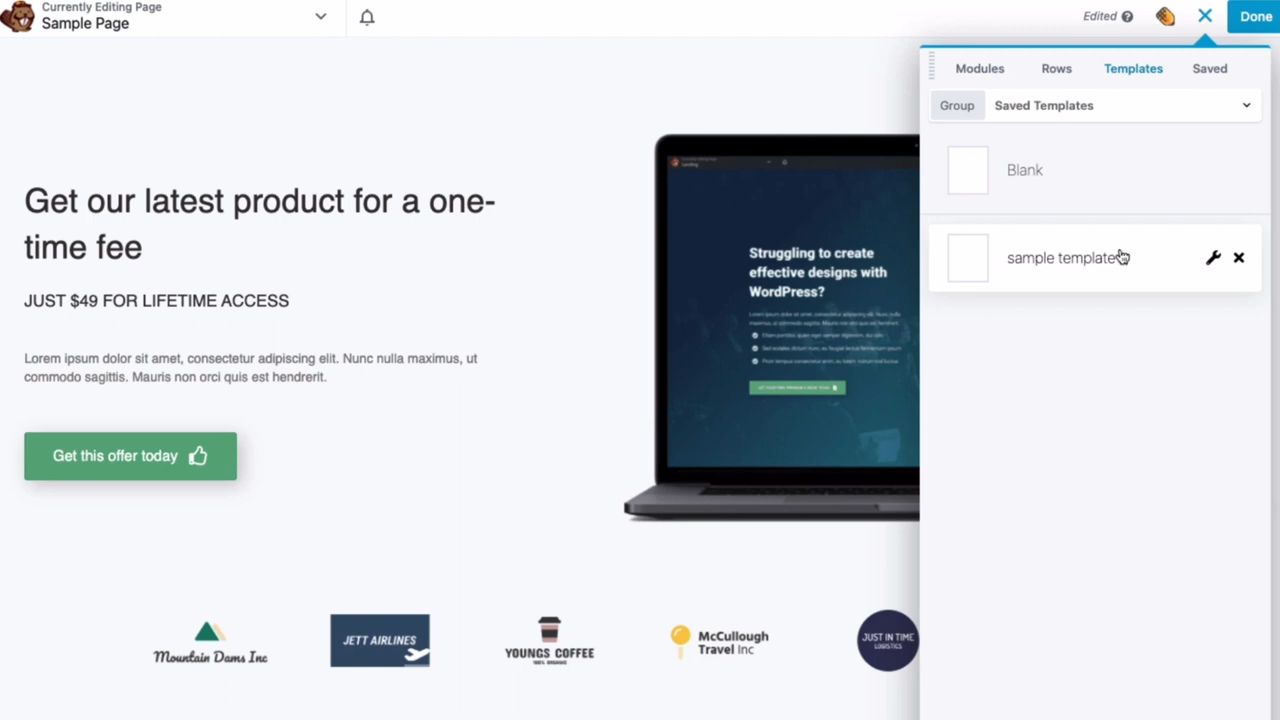 Currently Editing Page
Sample Page
Edited
Done
Modules
Rows
Templates
Saved
Group
Saved Templates
Blank
sample template
Get our latest product for a one-
time fee
JUST $49 FOR LIFETIME ACCESS
Lorem ipsum dolor sit amet, consectetur adipiscing elit. Nunc nulla maximus, ut
commodo sagittis. Mauris non orci quis est hendrerit.
Get this offer today
Struggling to create
effective designs with
WordPress?
Mountain Dams Inc
JETT AIRLINES
YOUNGS COFFEE
100% ORGANIC
McCullough
Travel Inc
JUST IN TIME
LOGISTICS